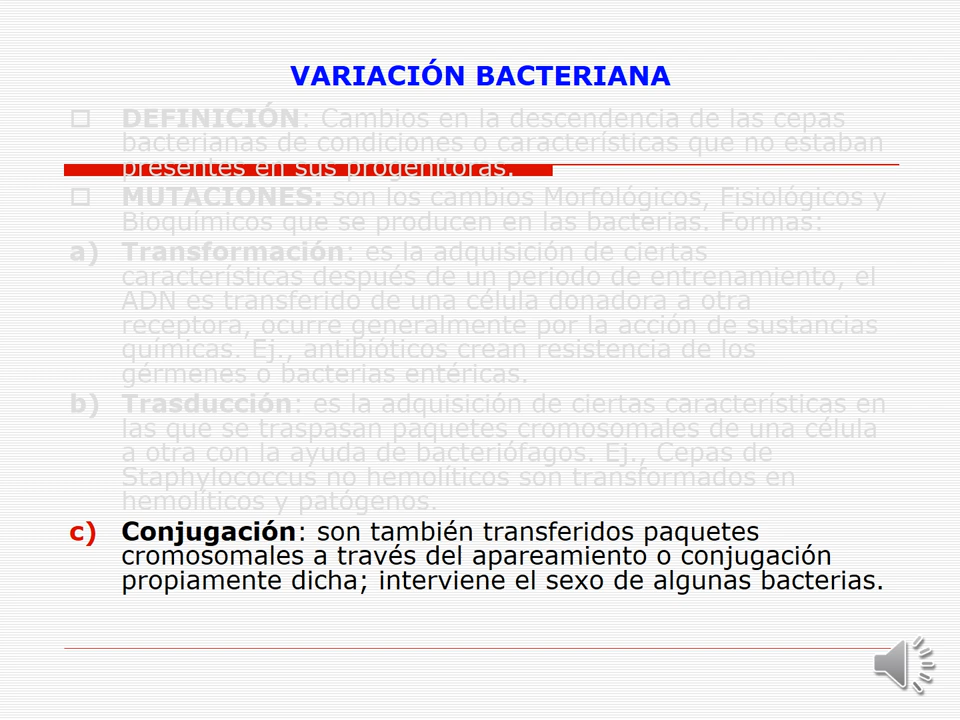 VARIACIÓN BACTERIANA
DEFINICIÓN: Cambios en la descendencia de las cepas
bacterianas de condiciones o características que no estaban
presentes en sus progenitoras.
MUTACIONES: son los cambios Morfológicos, Fisiológicos y
Bioquímicos que se producen en las bacterias. Formas:
a) Transformación: es la adquisición de ciertas
características después de un periodo de entrenamiento, el
ADN es transferido de una célula donadora a otra
receptora, ocurre generalmente por la acción de sustancias
químicas. Ej., antibióticos crean resistencia de los
gérmenes o bacterias entéricas.
b) Trasducción: es la adquisición de ciertas características en
las que se traspasan paquetes cromosomales de una célula
a otra con la ayuda de bacteriófagos. Ej., Cepas de
Staphylococcus no hemolíticos son transformados en
hemolíticos y patógenos.
c) Conjugación: son también transferidos paquetes
cromosomales a través del apareamiento o conjugación
propiamente dicha; interviene el sexo de algunas bacterias.